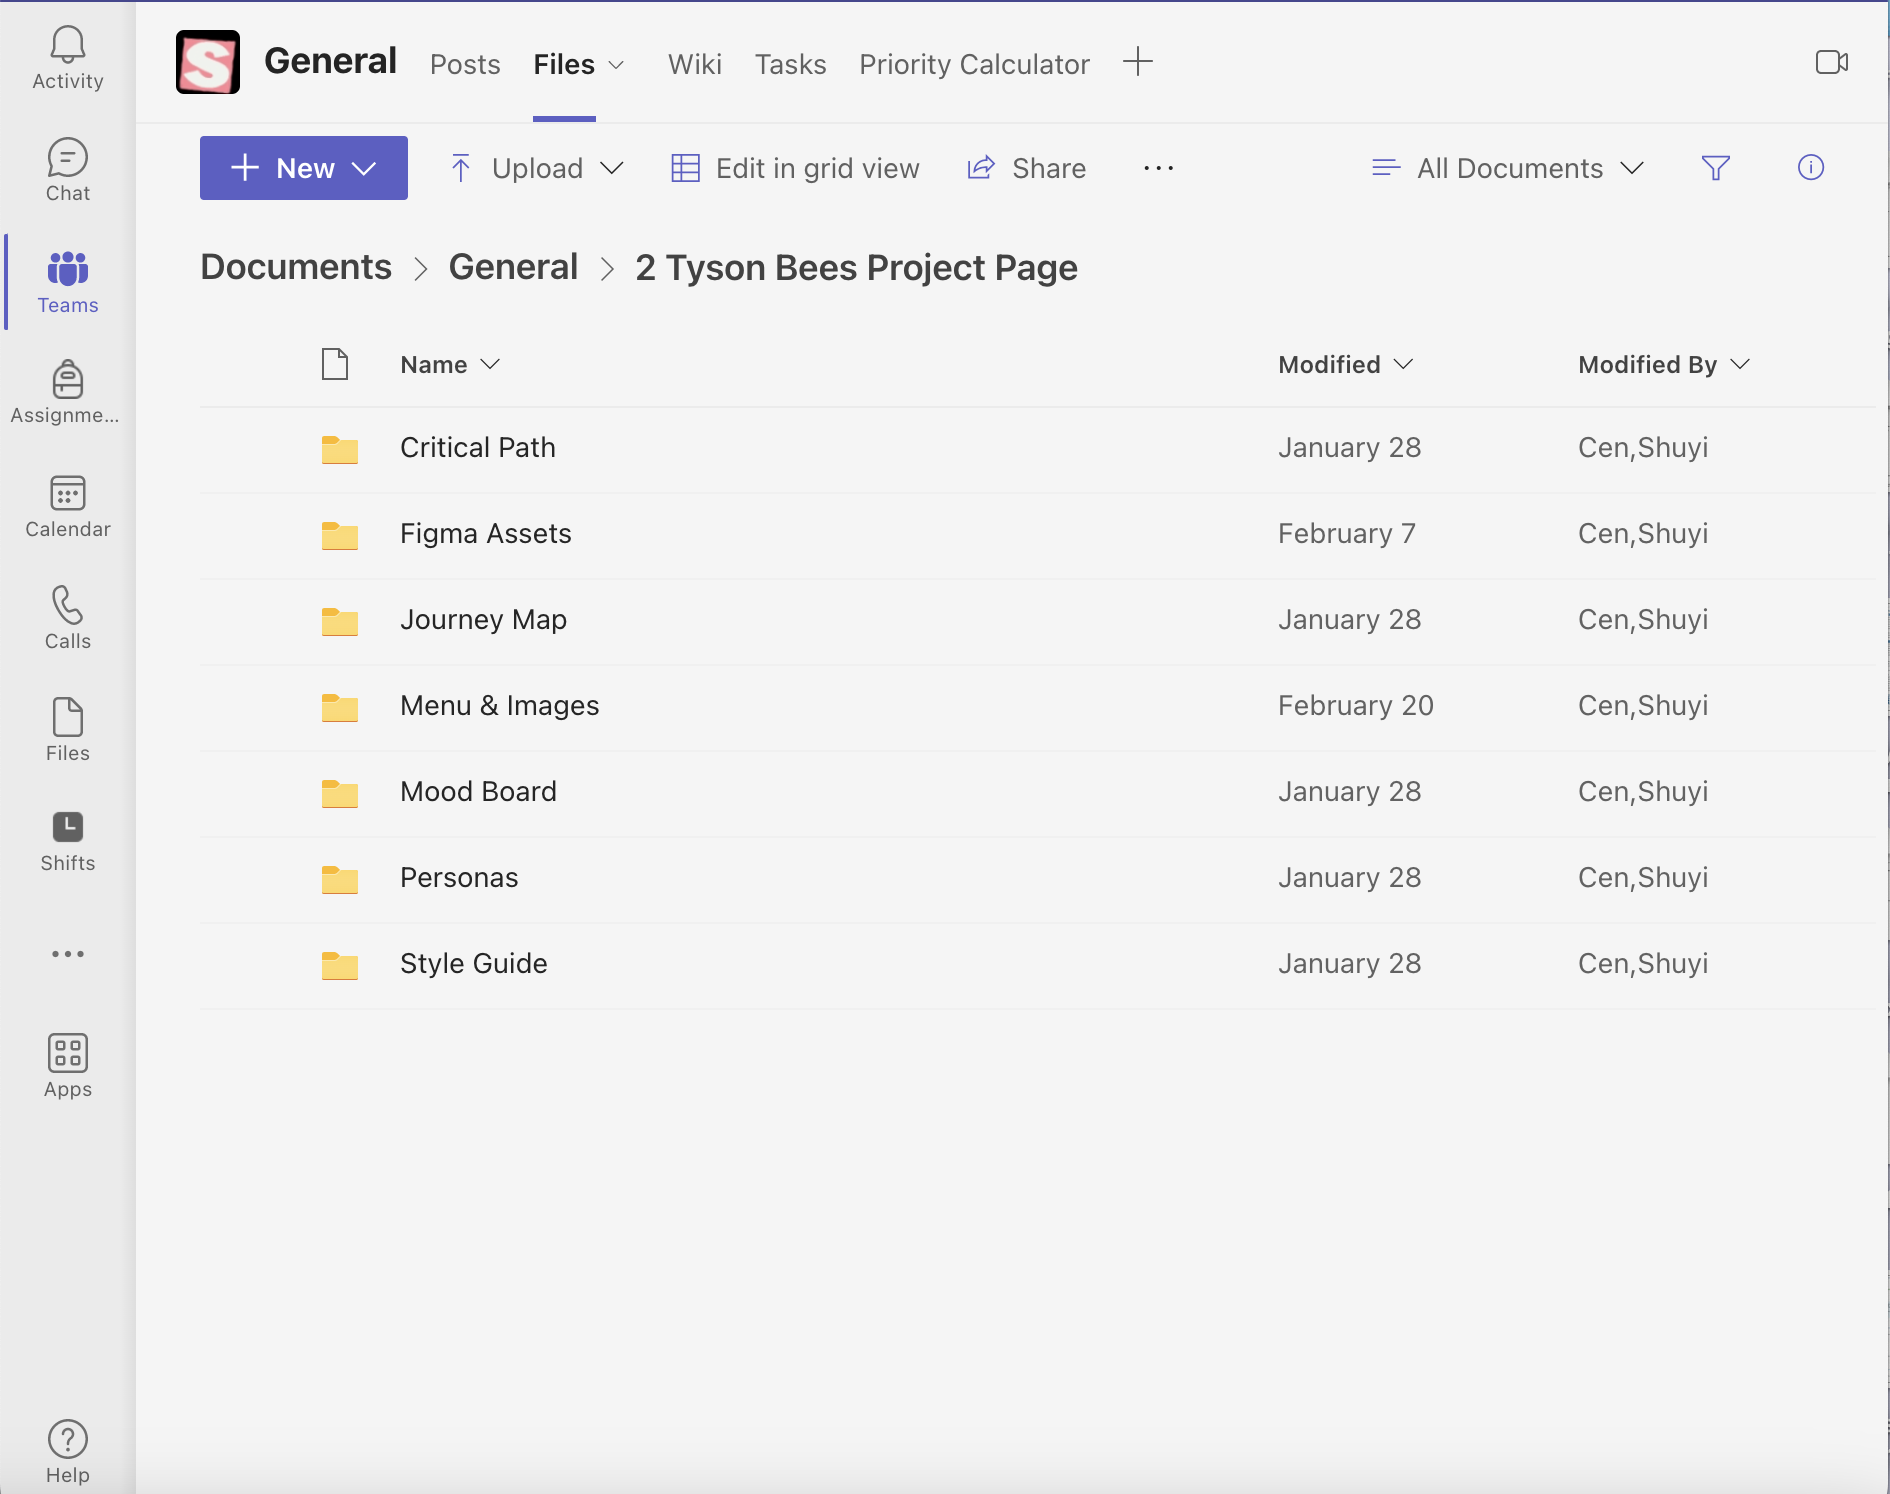 Activity
Chat
Teams
Assignme...
Calendar
Calls
Files
Shifts
Apps
Help
S
General Posts Files Wiki Tasks Priority Calculator
New Upload Edit in grid view Share All Documents
Documents > General > 2 Tyson Bees Project Page
Name Modified Modified By
Critical Path January 28 Cen,Shuyi
Figma Assets February 7 Cen,Shuyi
Journey Map January 28 Cen,Shuyi
Menu & Images February 20 Cen,Shuyi
Mood Board January 28 Cen,Shuyi
Personas January 28 Cen,Shuyi
Style Guide January 28 Cen,Shuyi